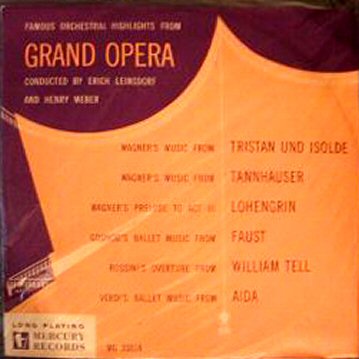 FAMOUS ORCHESTRAL HIGHLIGHTS FROM
GRAND OPERA
CONDUCTED BY ERICH LEINSDORF
AND HENRY WEBER
WAGNER'S MUSIC FROM TRISTAN UND ISOLDE
WAGNER'S MUSIC FROM TANNHAUSER
WAGNER'S PRELUDE TO ACT III LOHENGRIN
GOUNOD'S BALLET MUSIC FROM FAUST
ROSSINI'S OVERTURE FROM WILLIAM TELL
VERDI'S BALLET MUSIC FROM AIDA
LONG PLAYING
MERCURY
RECORDS
MG